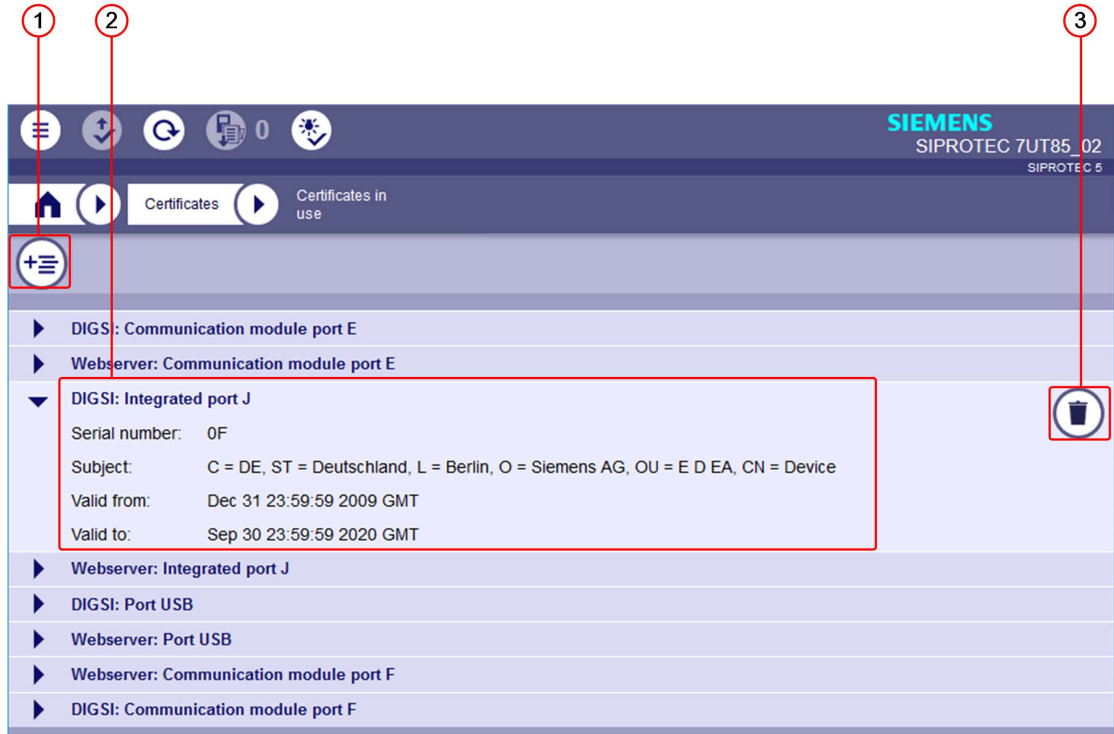 1
2
3
0
SIEMENS
SIPROTEC 7UT85_02
SIPROTEC 5
Certificates
Certificates in
use
DIGSI: Communication module port E
Webserver: Communication module port E
DIGSI: Integrated port J
Serial number: 0F
Subject: C = DE, ST = Deutschland, L = Berlin, O = Siemens AG, OU = E D EA, CN = Device
Valid from: Dec 31 23:59:59 2009 GMT
Valid to: Sep 30 23:59:59 2020 GMT
Webserver: Integrated port J
DIGSI: Port USB
Webserver: Port USB
Webserver: Communication module port F
DIGSI: Communication module port F